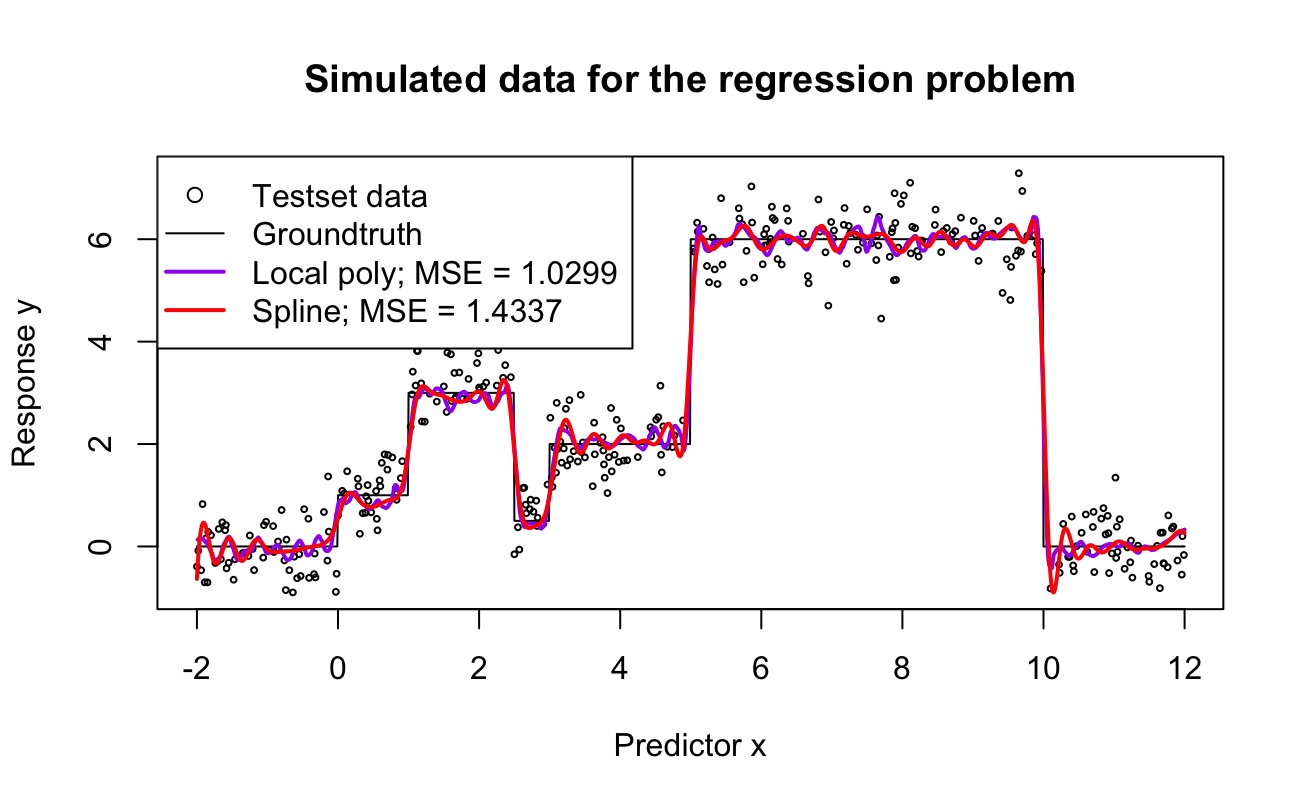 Simulated data for the regression problem
Testset data
Groundtruth
Local poly; MSE = 1.0299
Spline; MSE = 1.4337
Response y
6
4
2
0
-2 0 2 4 6 8 10 12
Predictor x